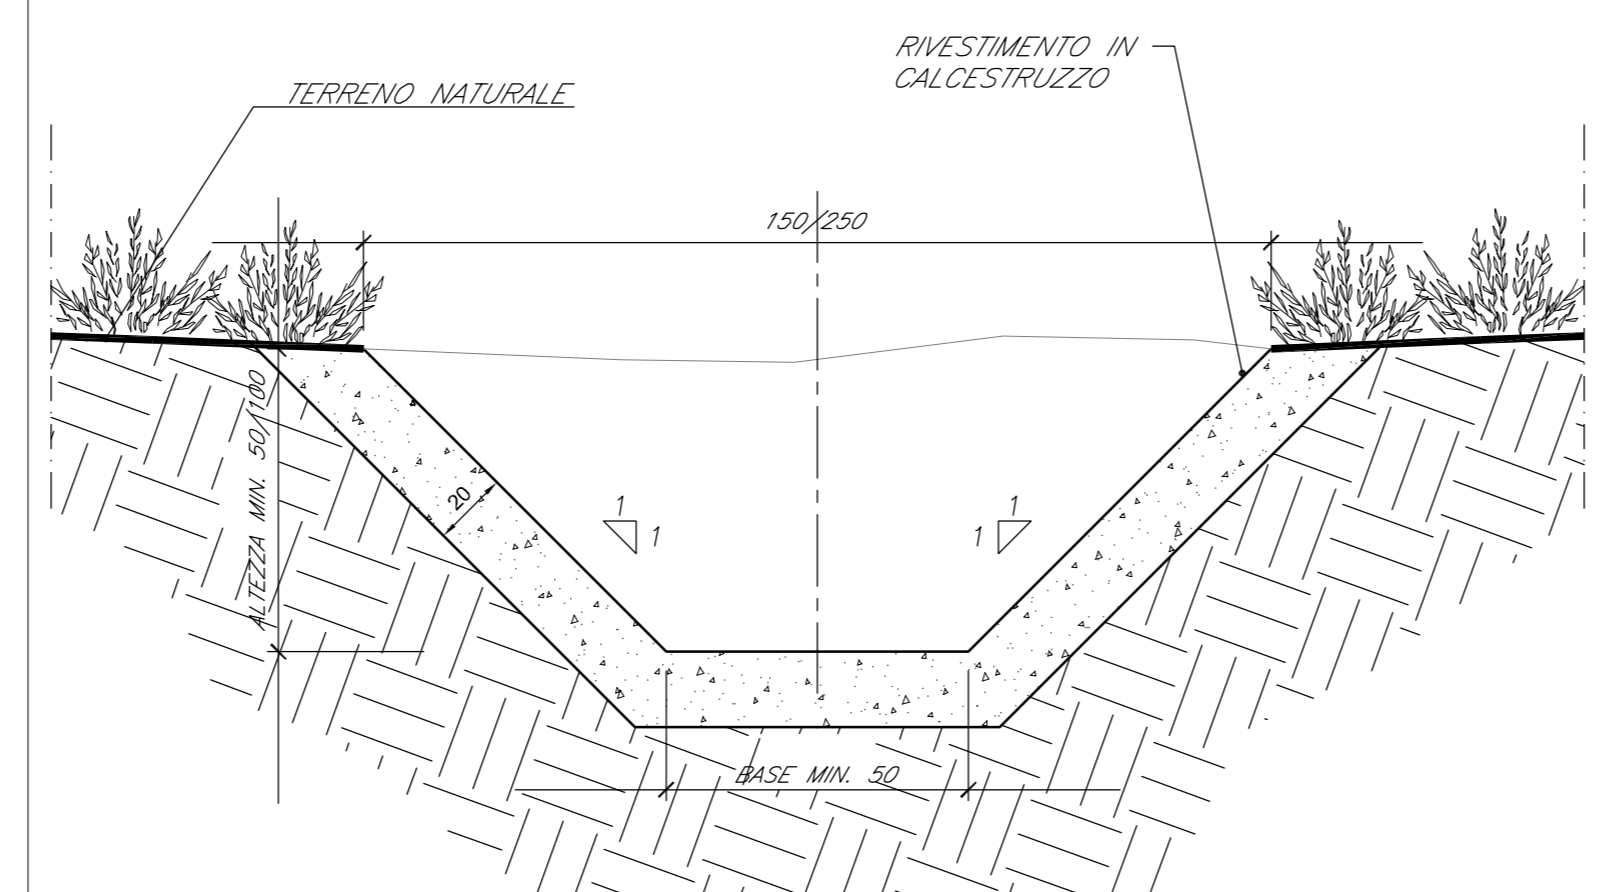 RIVESTIMENTO IN
CALCESTRUZZO
TERRENO NATURALE
150/250
ALTEZZA MIN. 50/100
20
1
1
1
1
BASE MIN. 50